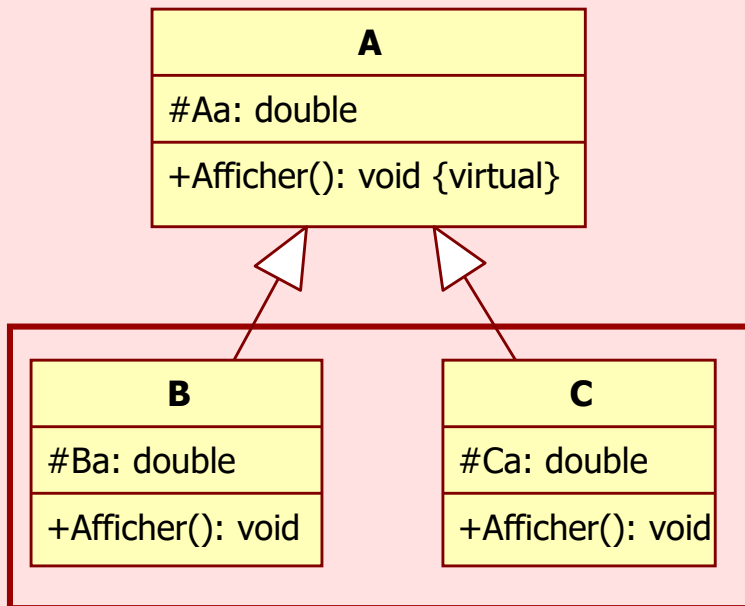 A
#Aa: double
+Afficher(): void {virtual}
B
#Ba: double
+Afficher(): void
C
#Ca: double
+Afficher(): void